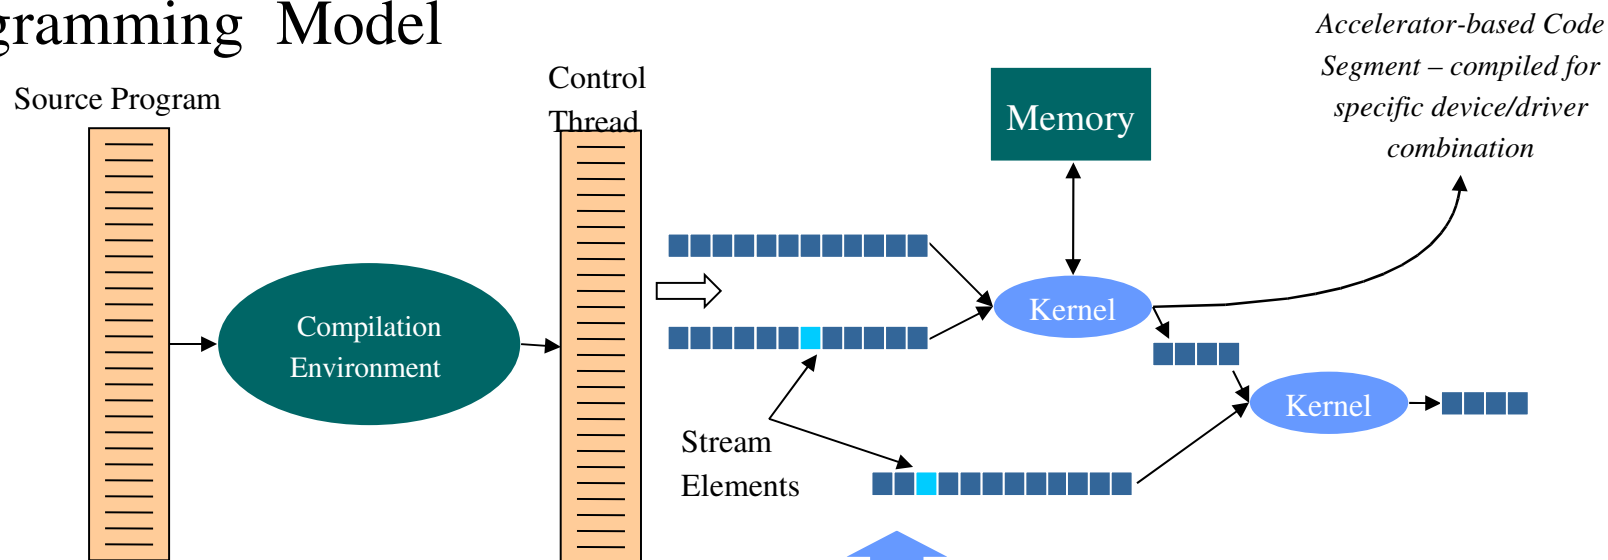 gramming Model
Source Program
Control
Thread
Memory
Accelerator-based Code
Segment – compiled for
specific device/driver
combination
Compilation
Environment
Kernel
Kernel
Stream
Elements